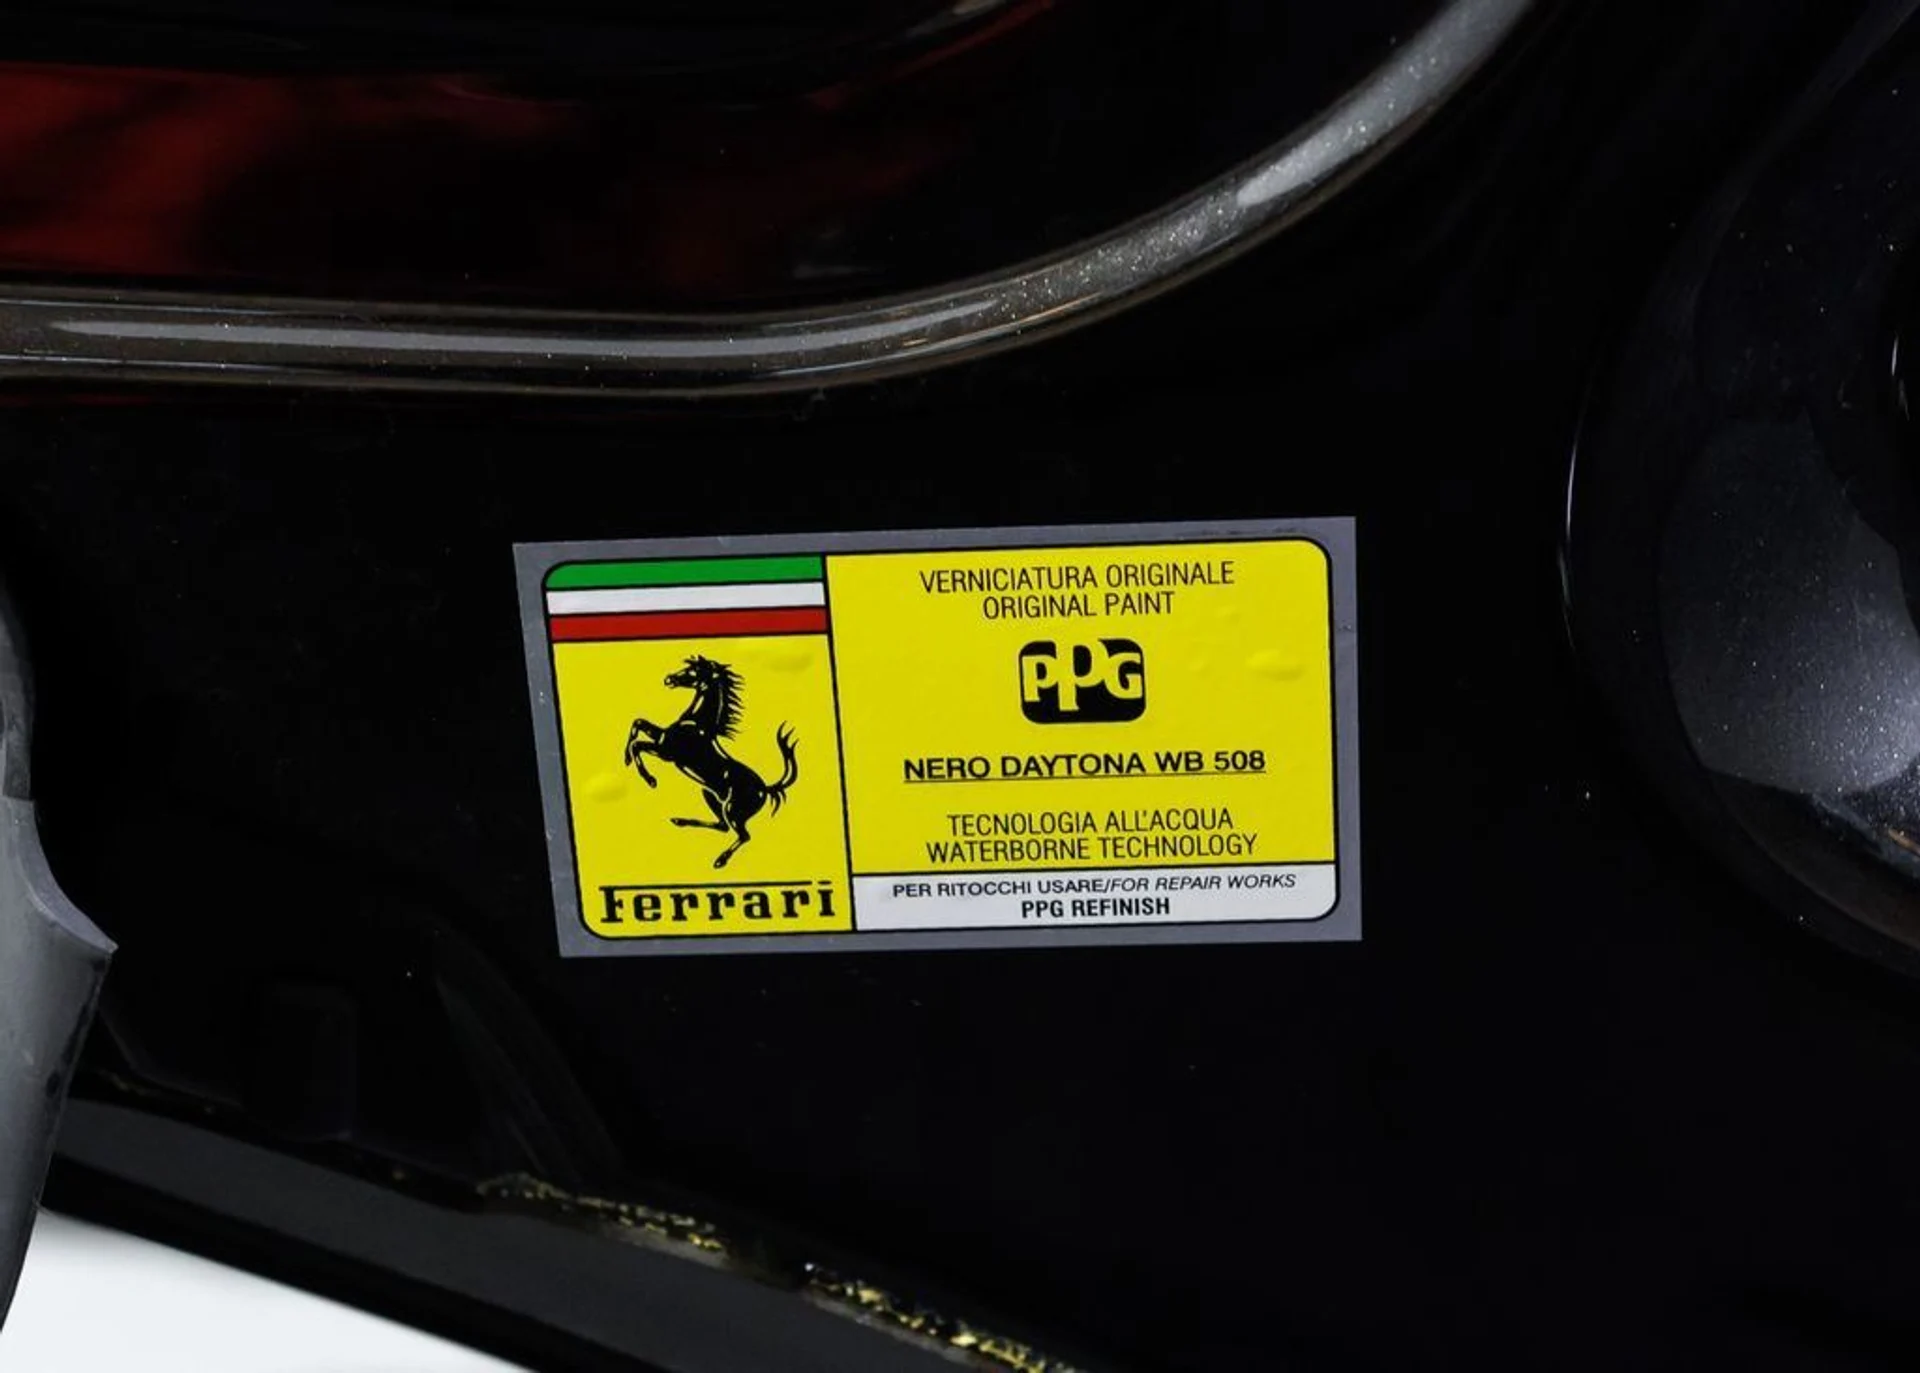 Ferrari
VERNICIATURA ORIGINALE
ORIGINAL PAINT
PPG
NERO DAYTONA WB 508
TECNOLOGIA ALL'ACQUA
WATERBORNE TECHNOLOGY
PER RITOCCHI USARE/FOR REPAIR WORKS
PPG REFINISH